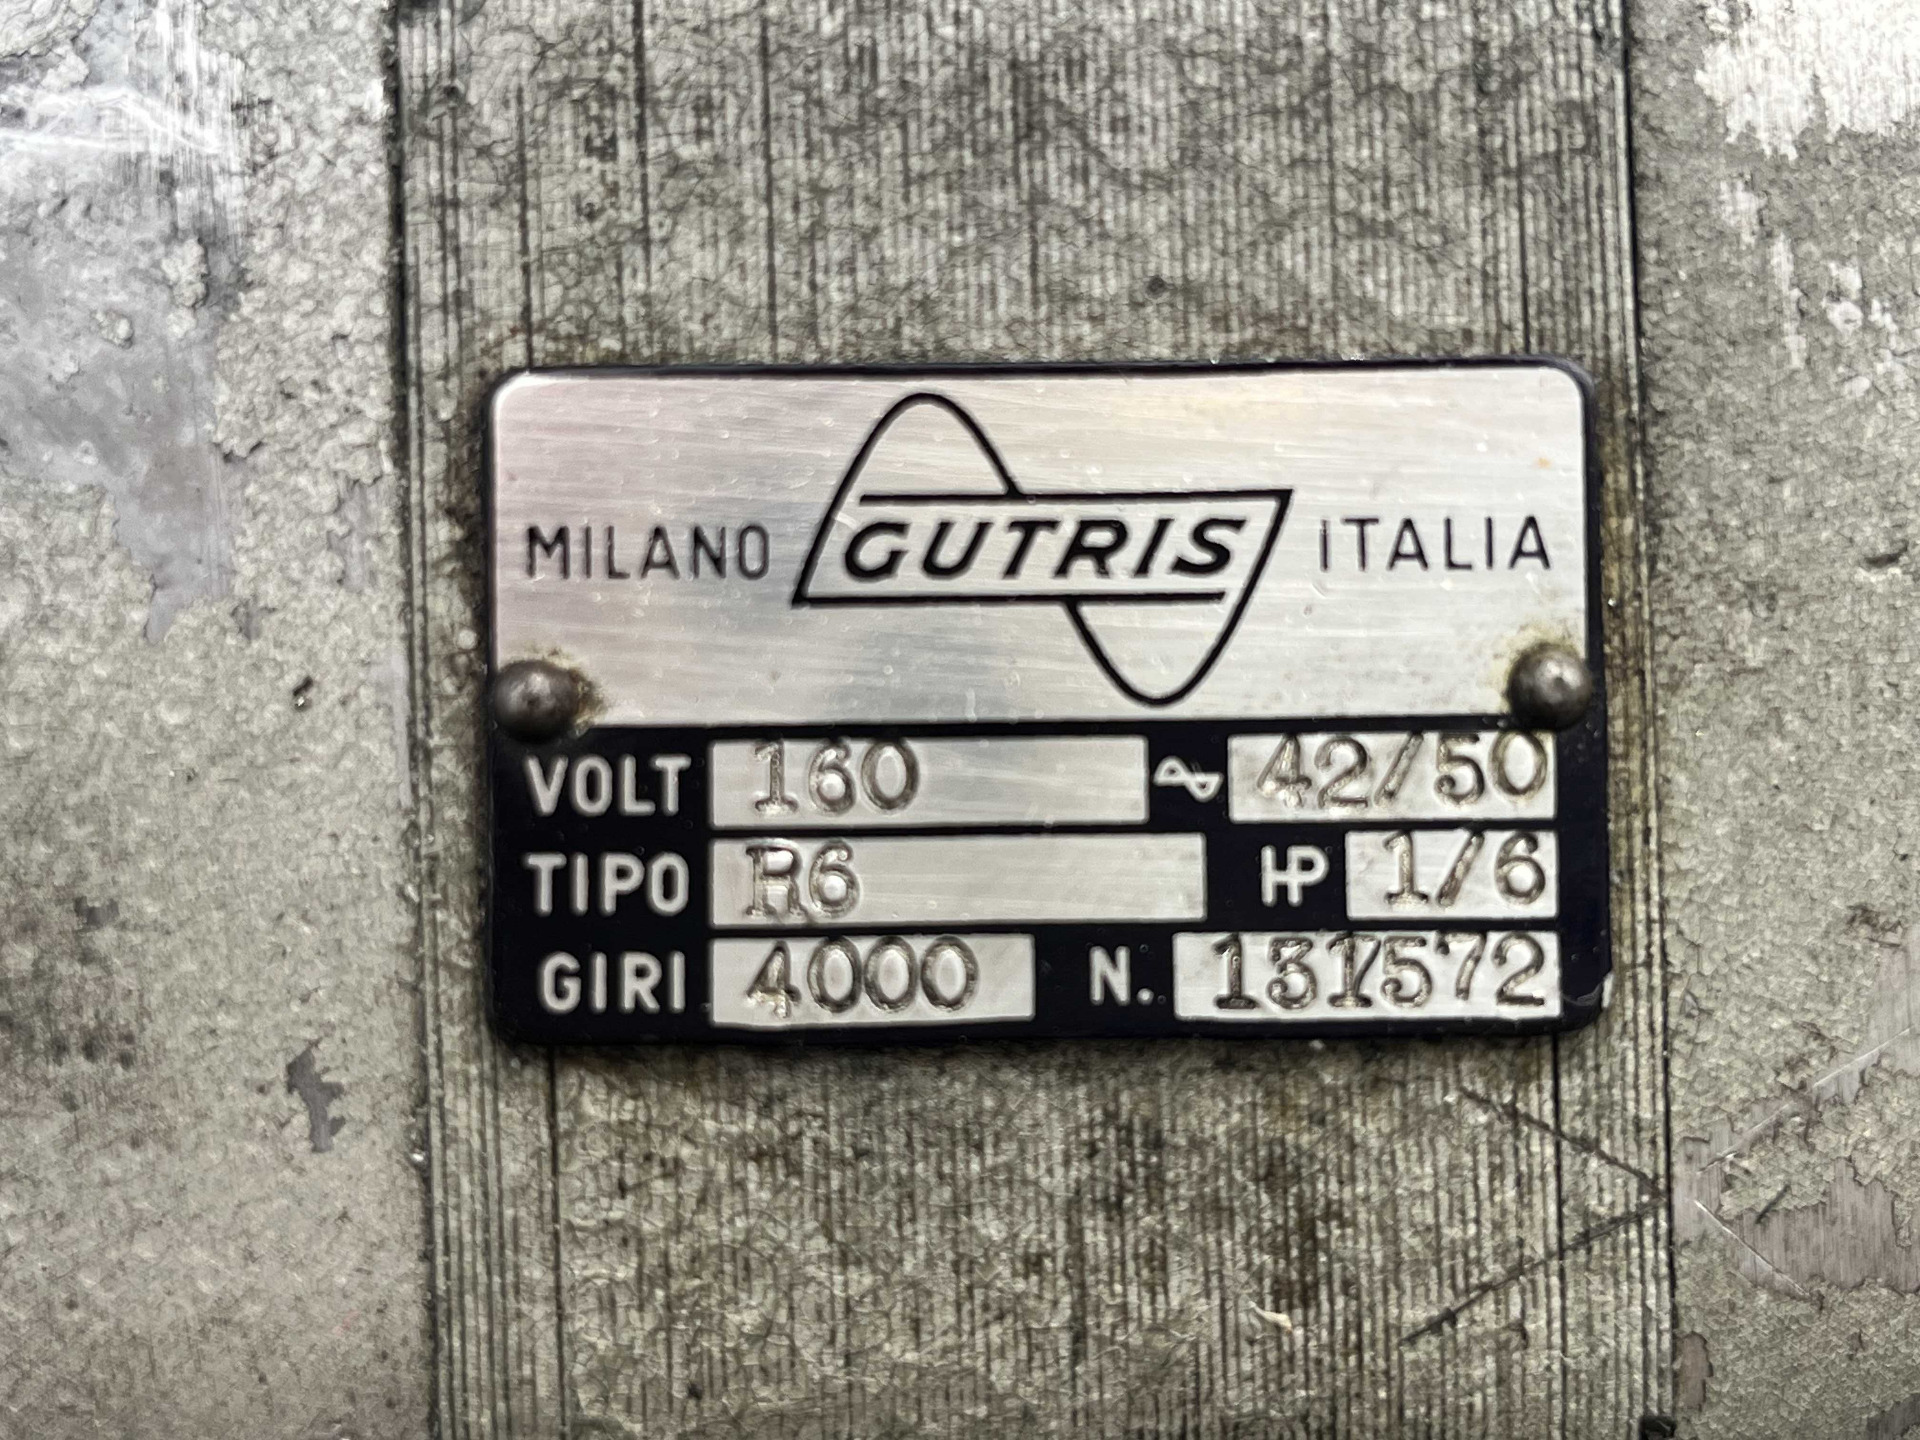 MILANO GUTRIS ITALIA
VOLT 160 ~ 42/50
TIPO R6 HP 1/6
GIRI 4000 N. 131572